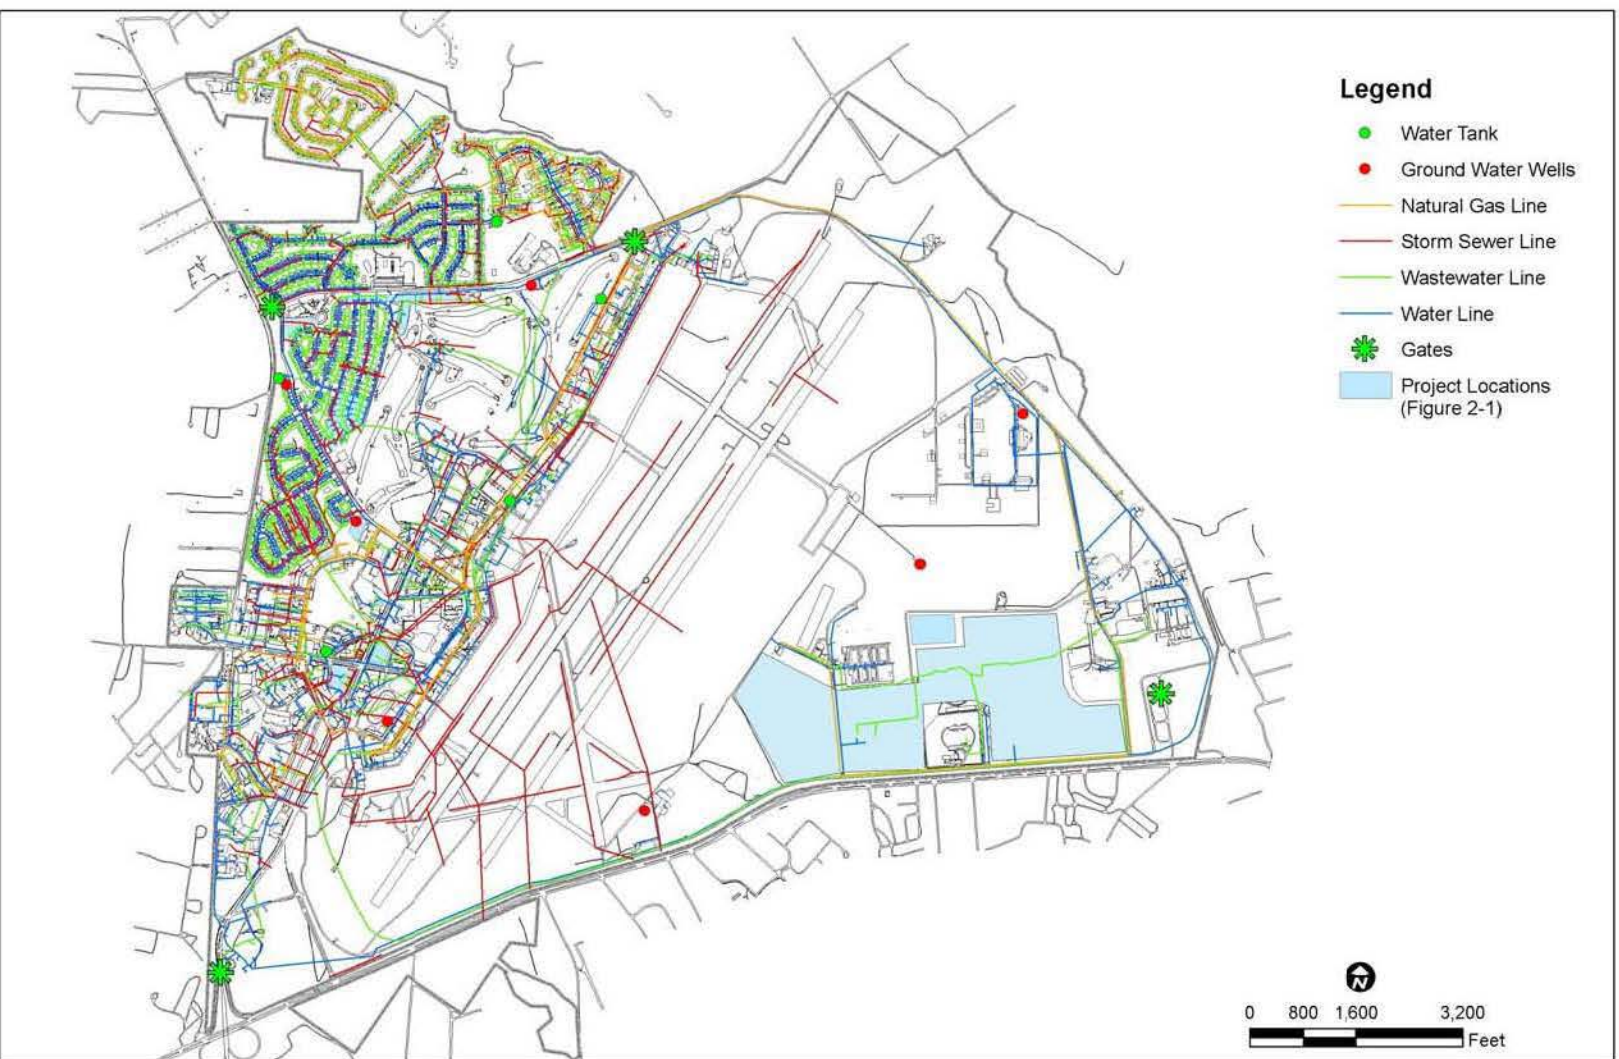 Legend
Water Tank
Ground Water Wells
Natural Gas Line
Storm Sewer Line
Wastewater Line
Water Line
Gates
Project Locations
(Figure 2-1)
N
0 800 1,600 3,200
Feet